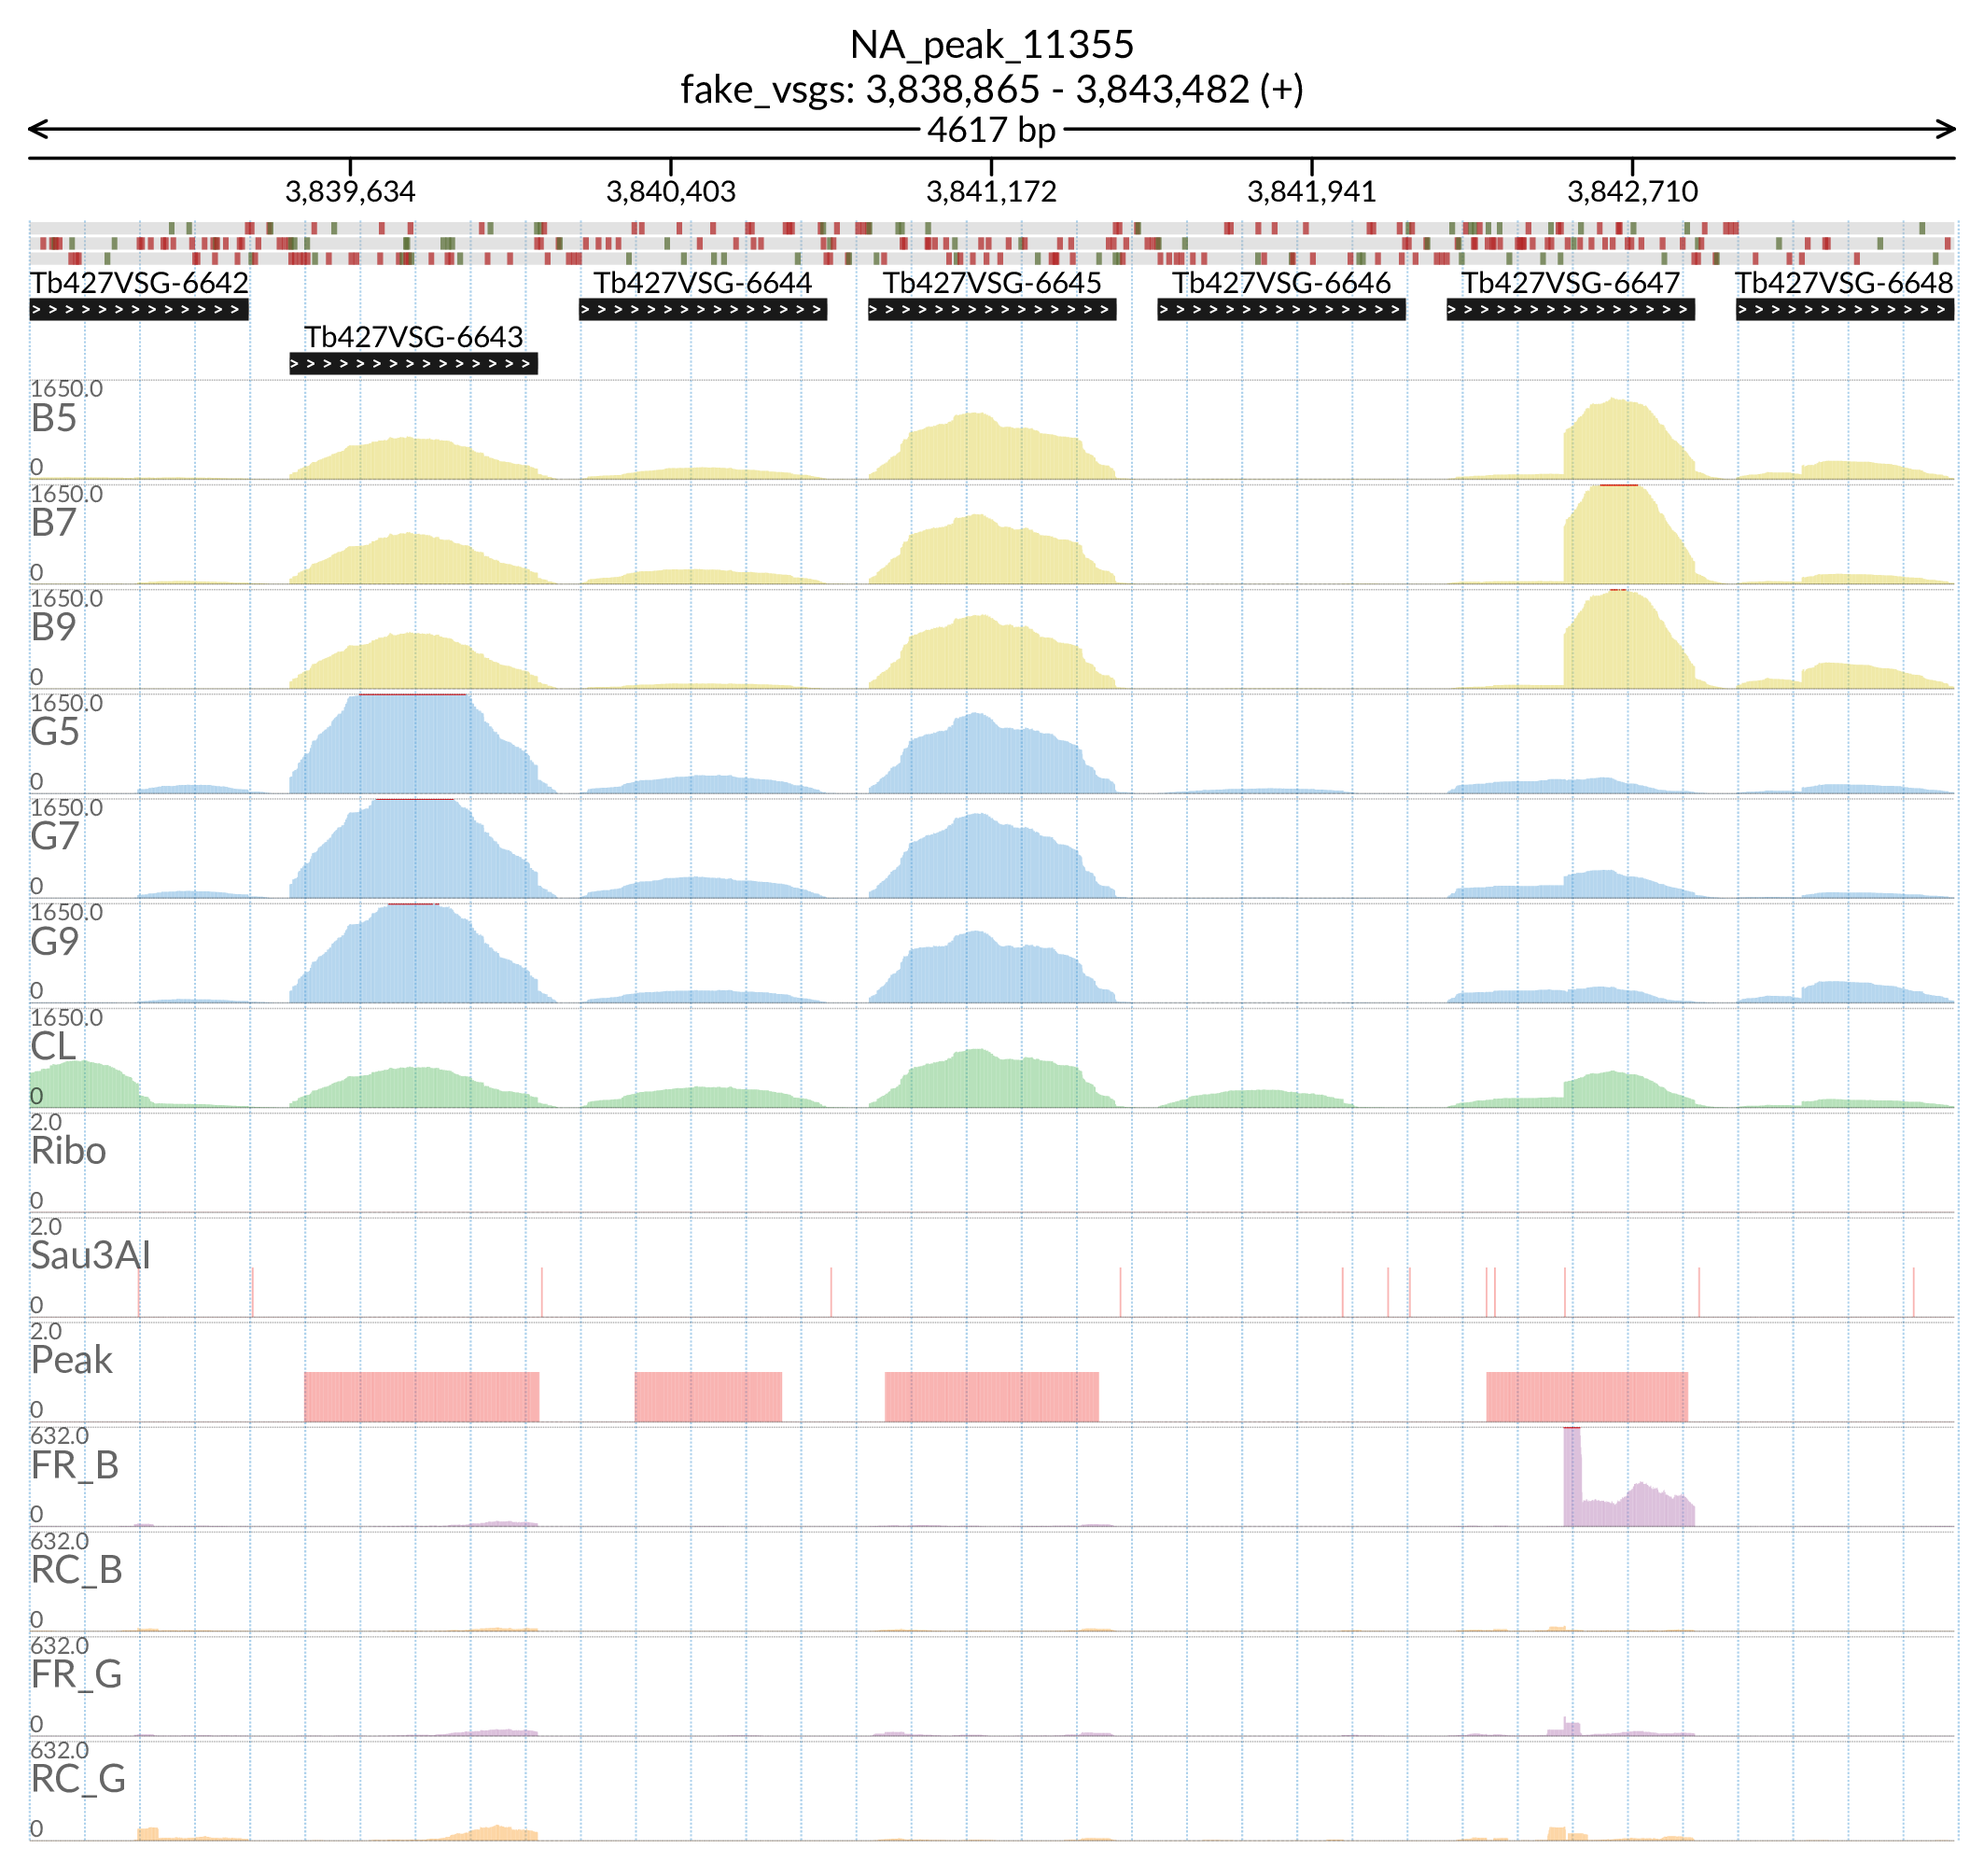 NA_peak_11355
fake_vsgs: 3,838,865 - 3,843,482 (+)
4617 bp
3,839,634 3,840,403 3,841,172 3,841,941 3,842,710
Tb427VSG-6642 Tb427VSG-6644 Tb427VSG-6645 Tb427VSG-6646 Tb427VSG-6647 Tb427VSG-6648
Tb427VSG-6643
1650.0
B5
0
1650.0
B7
0
1650.0
B9
0
1650.0
G5
0
1650.0
G7
0
1650.0
G9
0
1650.0
CL
0
2.0
Ribo
0
2.0
Sau3AI
0
2.0
Peak
0
632.0
FR_B
0
632.0
RC_B
0
632.0
FR_G
0
632.0
RC_G
0